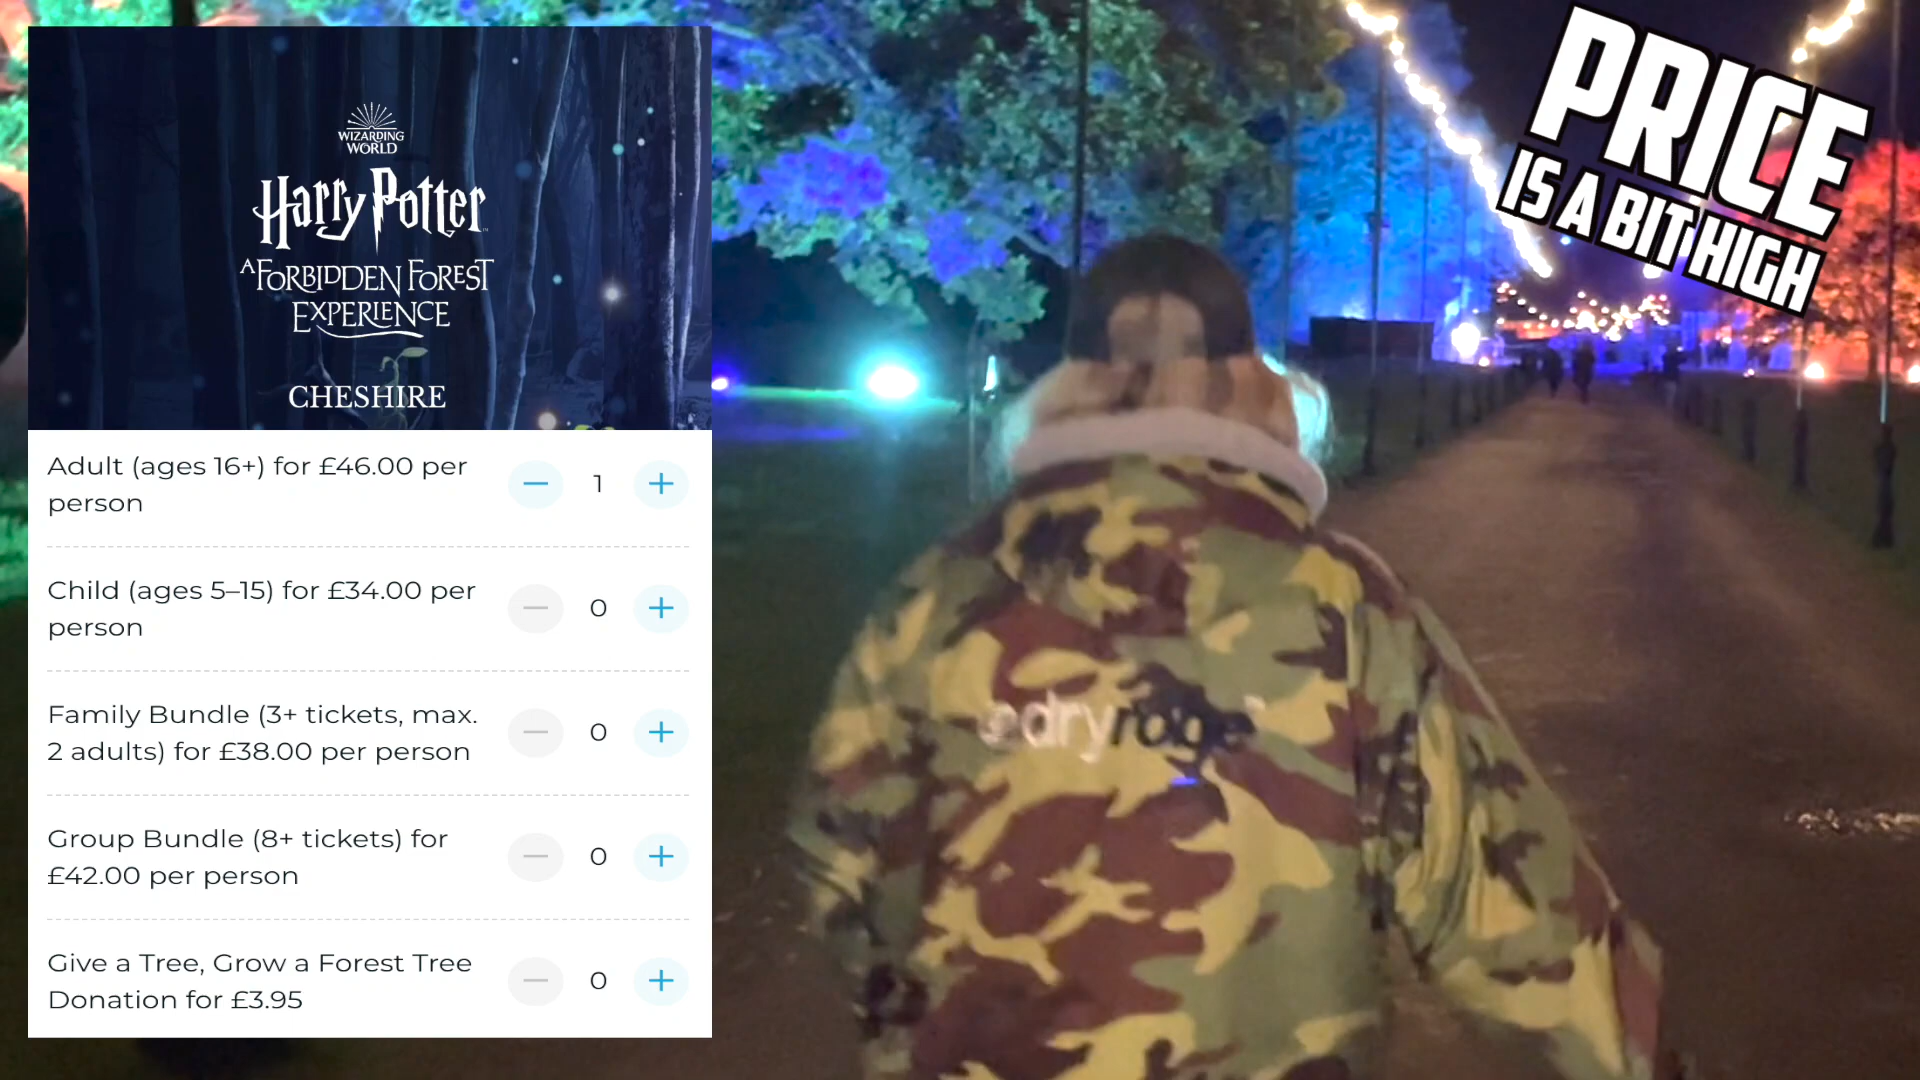 WIZARDING
WORLD
Harry Potter
A FORBIDDEN FOREST
EXPERIENCE
CHESHIRE
Adult (ages 16+) for £46.00 per
person
1
Child (ages 5–15) for £34.00 per
person
0
Family Bundle (3+ tickets, max.
2 adults) for £38.00 per person
0
Group Bundle (8+ tickets) for
£42.00 per person
0
Give a Tree, Grow a Forest Tree
Donation for £3.95
0
PRICE
IS A BIT HIGH
dryrobe